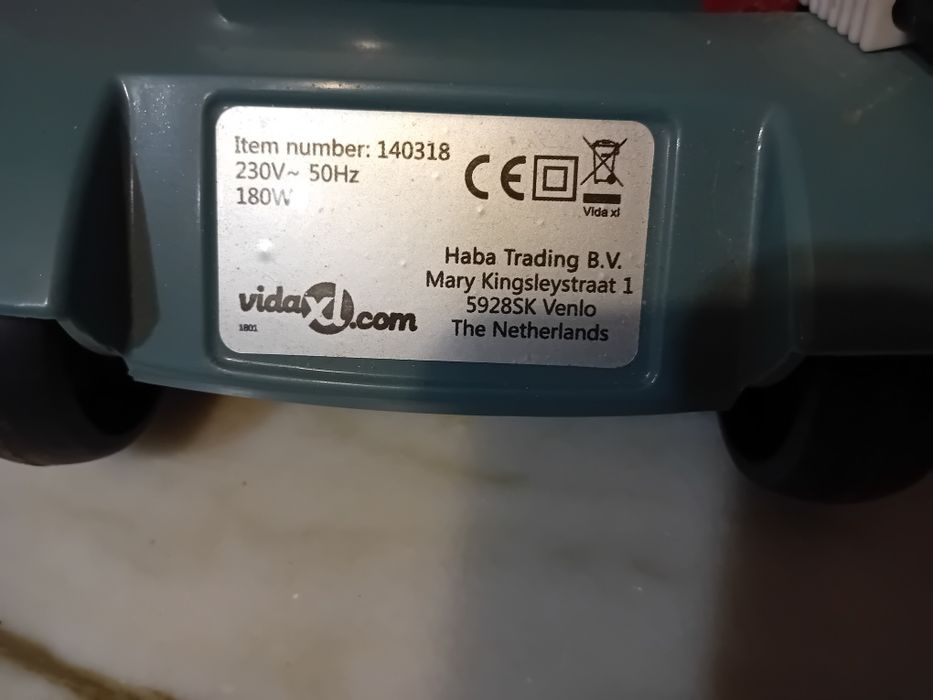 Item number: 140318
230V~ 50Hz
180W
CE
Vida xl
Haba Trading B.V.
Mary Kingsleystraat 1
5928SK Venlo
The Netherlands
vidaxl.com
1801